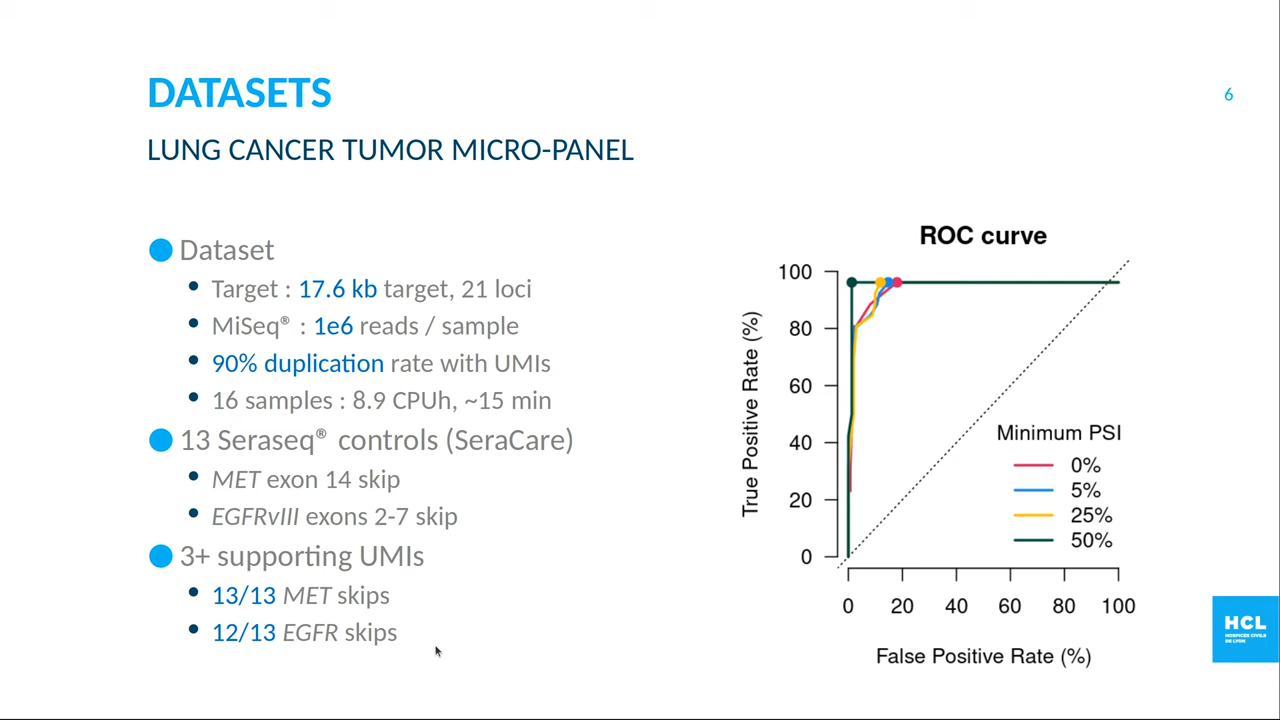 DATASETS
6
LUNG CANCER TUMOR MICRO-PANEL
Dataset
Target : 17.6 kb target, 21 loci
MiSeq® : 1e6 reads / sample
90% duplication rate with UMIs
16 samples : 8.9 CPUh, ~15 min
13 Seraseq® controls (SeraCare)
MET exon 14 skip
EGFRvIII exons 2-7 skip
3+ supporting UMIs
13/13 MET skips
12/13 EGFR skips
ROC curve
True Positive Rate (%)
100
80
60
40
20
0
Minimum PSI
0%
5%
25%
50%
0 20 40 60 80 100
False Positive Rate (%)
HCL
HOSPICES CIVILS
DE LYON